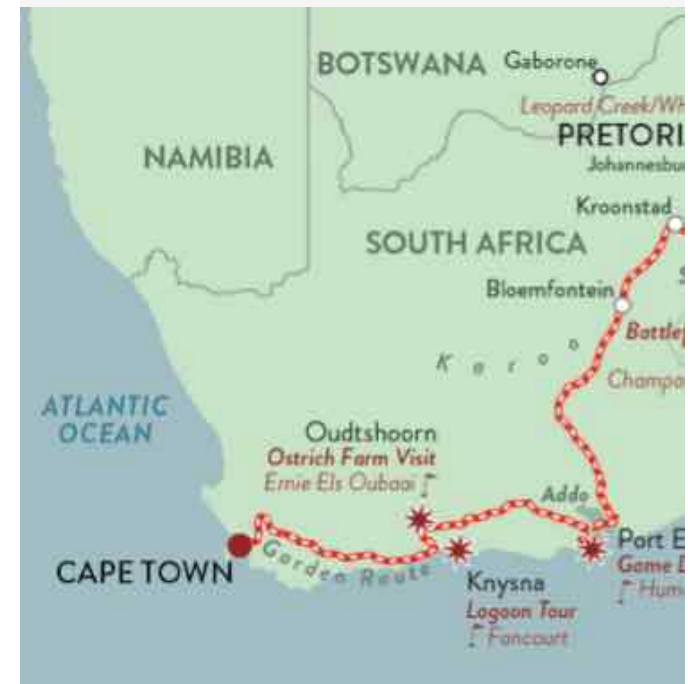 BOTSWANA
Gaborone
Leopard Creek/Wh
PRETORI
Johannesbu
NAMIBIA
Kroonstad
SOUTH AFRICA
S
Bloemfontein
Battlef
Karoo
Champa
ATLANTIC
OCEAN
Oudtshoorn
Ostrich Farm Visit
Ernie Els Oubaai
Addo
Port E
Game D
Hum
CAPE TOWN
Garden Route
Knysna
Lagoon Tour
Fancourt